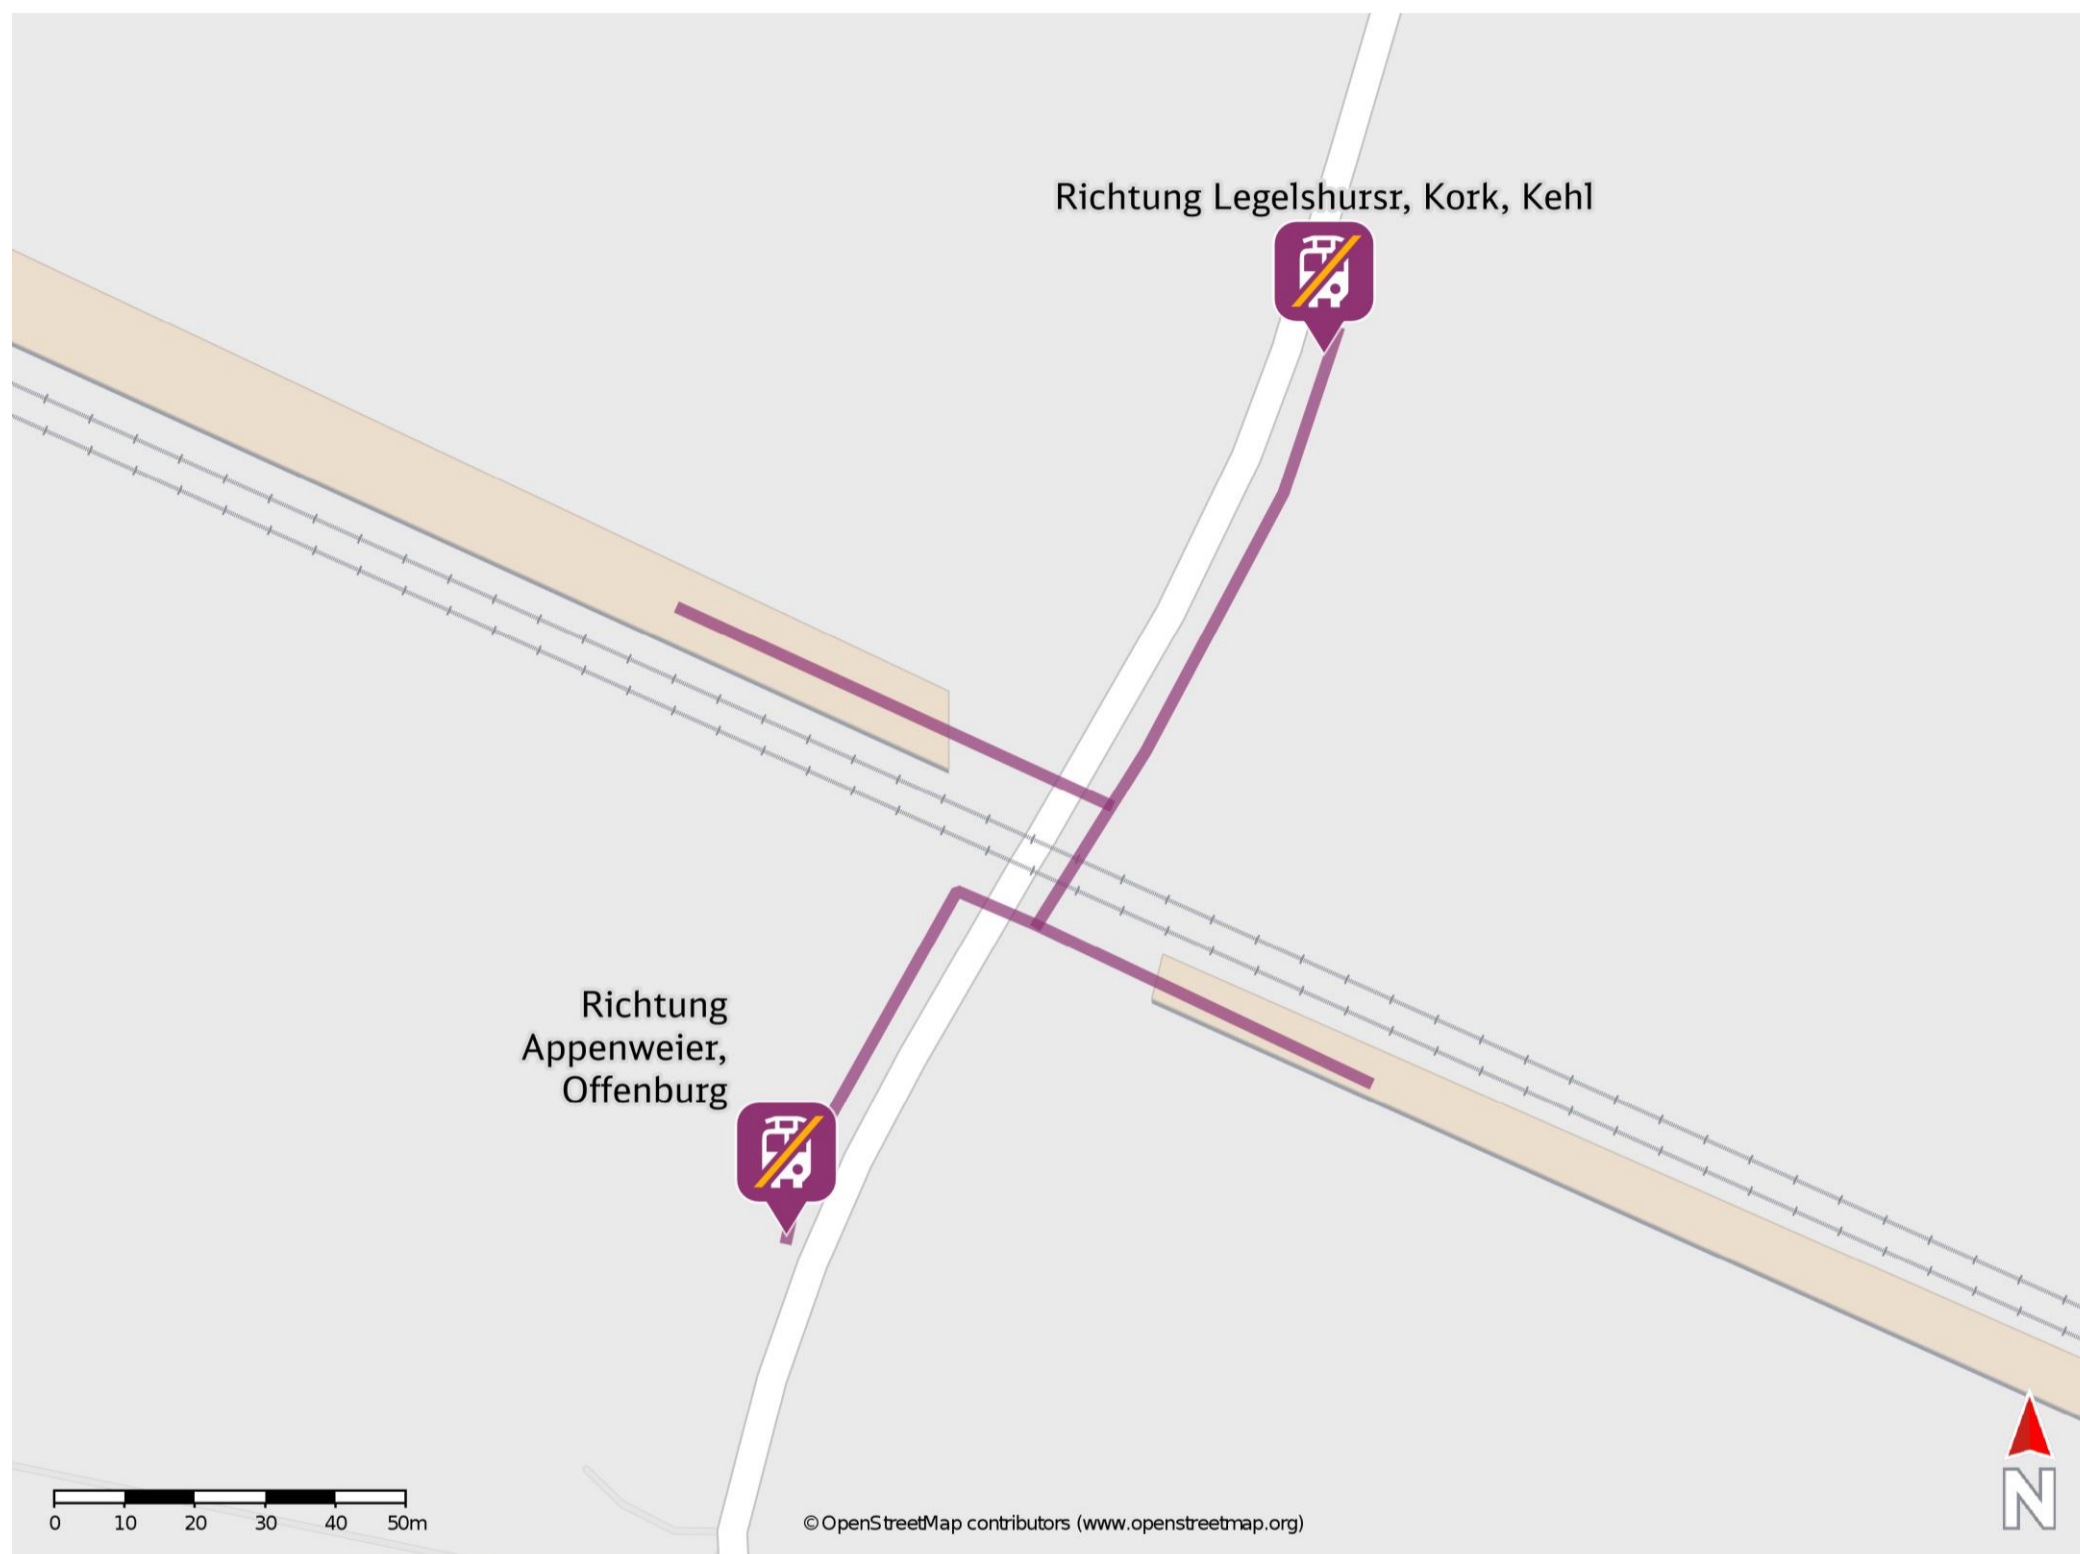 Richtung Legelshursr, Kork, Kehl
Richtung
Appenweier,
Offenburg
0 10 20 30 40 50m
© OpenStreetMap contributors (www.openstreetmap.org)
N